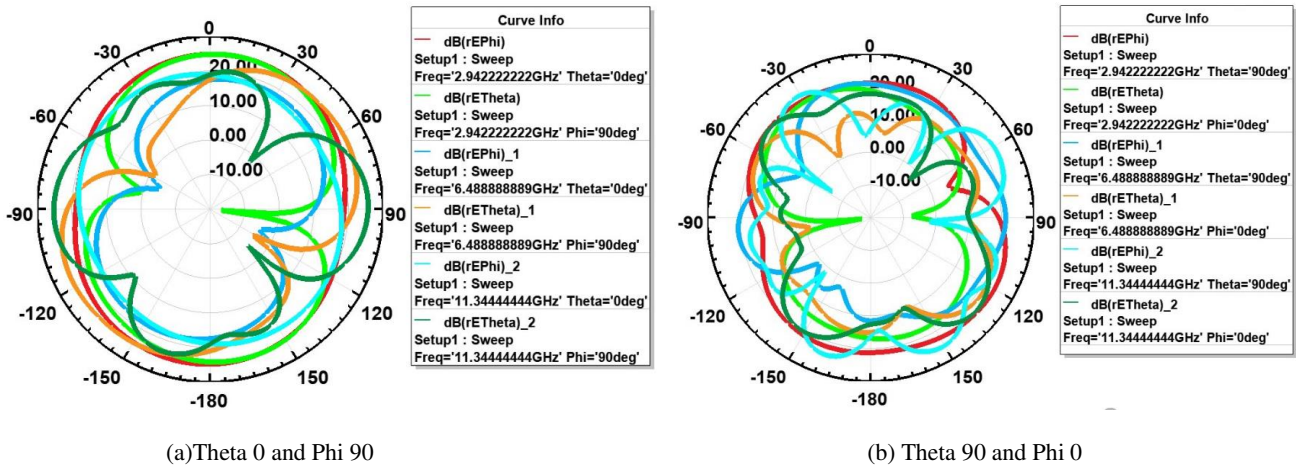 0
-30
30
-60
60
-90
90
-120
120
-150
150
-180
20.00
10.00
0.00
-10.00
Curve Info
dB(rEPhi)
Setup1 : Sweep
Freq='2.942222222GHz' Theta='0deg'
dB(rETheta)
Setup1 : Sweep
Freq='2.942222222GHz' Phi='90deg'
dB(rEPhi)_1
Setup1 : Sweep
Freq='6.488888889GHz' Theta='0deg'
dB(rETheta)_1
Setup1 : Sweep
Freq='6.488888889GHz' Phi='90deg'
dB(rEPhi)_2
Setup1 : Sweep
Freq='11.34444444GHz' Theta='0deg'
dB(rETheta)_2
Setup1 : Sweep
Freq='11.34444444GHz' Phi='90deg'
(a)Theta 0 and Phi 90
0
-30
30
-60
60
-90
90
-120
120
-150
150
-180
20.00
10.00
0.00
-10.00
Curve Info
dB(rEPhi)
Setup1 : Sweep
Freq='2.942222222GHz' Theta='90deg'
dB(rETheta)
Setup1 : Sweep
Freq='2.942222222GHz' Phi='0deg'
dB(rEPhi)_1
Setup1 : Sweep
Freq='6.488888889GHz' Theta='90deg'
dB(rETheta)_1
Setup1 : Sweep
Freq='6.488888889GHz' Phi='0deg'
dB(rEPhi)_2
Setup1 : Sweep
Freq='11.34444444GHz' Theta='90deg'
dB(rETheta)_2
Setup1 : Sweep
Freq='11.34444444GHz' Phi='0deg'
(b) Theta 90 and Phi 0